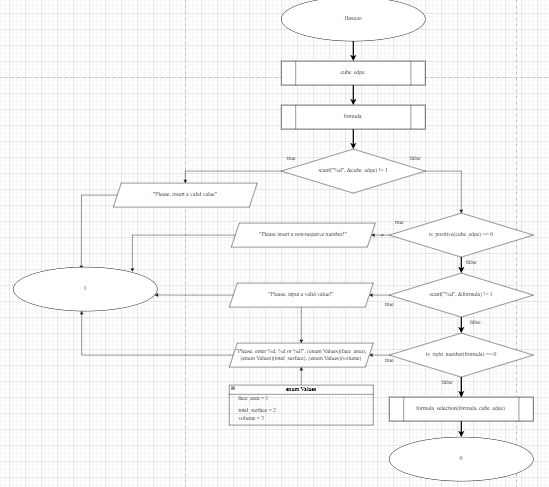 Начало
cube_edge
formula
true
false
scanf("%d", &cube_edge) != 1
"Please, insert a valid value"
true
"Please insert a non-negative number!"
is_positive(cube_edge) == 0
false
1
"Please, input a valid value!"
scanf("%d", &formula) != 1
true
false
"Please, enter %d, %d or %d!", (enum Values)(face_area),
(enum Values)(total_surface), (enum Values)(volume)
is_right_number(formula) == 0
true
false
enum Values
face_area = 1
total_surface = 2
volume = 3
formula_selection(formula, cube_edge)
0